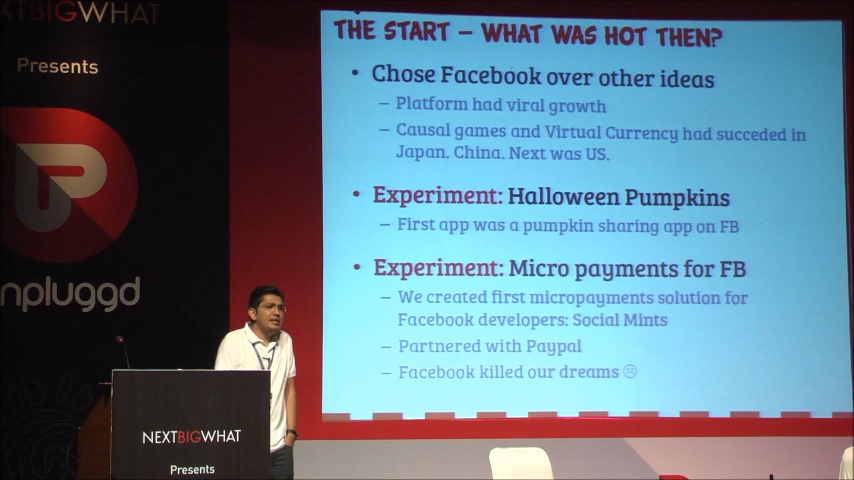 NEXTBIGWHAT
Presents
npluggd
THE START – WHAT WAS HOT THEN?
• Chose Facebook over other ideas
– Platform had viral growth
– Causal games and Virtual Currency had succeded in
Japan. China. Next was US.
• Experiment: Halloween Pumpkins
– First app was a pumpkin sharing app on FB
• Experiment: Micro payments for FB
– We created first micropayments solution for
Facebook developers: Social Mints
– Partnered with Paypal
– Facebook killed our dreams ☹
NEXTBIGWHAT
Presents